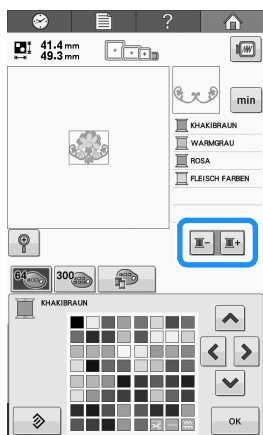 ?
41.4 mm
49.3 mm
min
KHAKIBRAUN
WARMGRAU
ROSA
FLEISCH FARBEN
- +
64 300
KHAKIBRAUN
OK